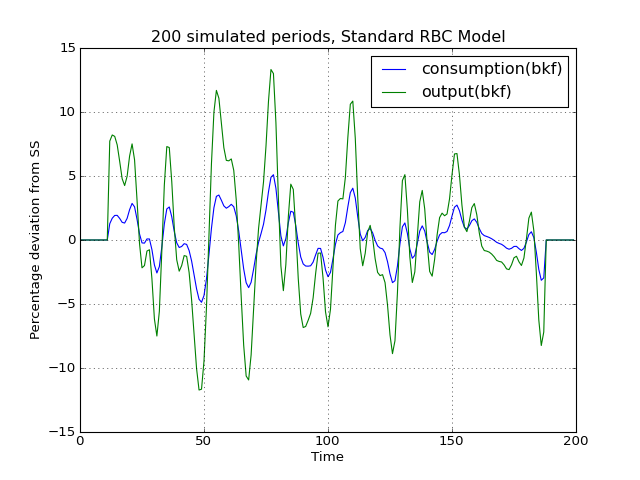 200 simulated periods, Standard RBC Model
consumption(bkf)
output(bkf)
Percentage deviation from SS
15
10
5
0
−5
−10
−15
0
50
100
150
200
Time